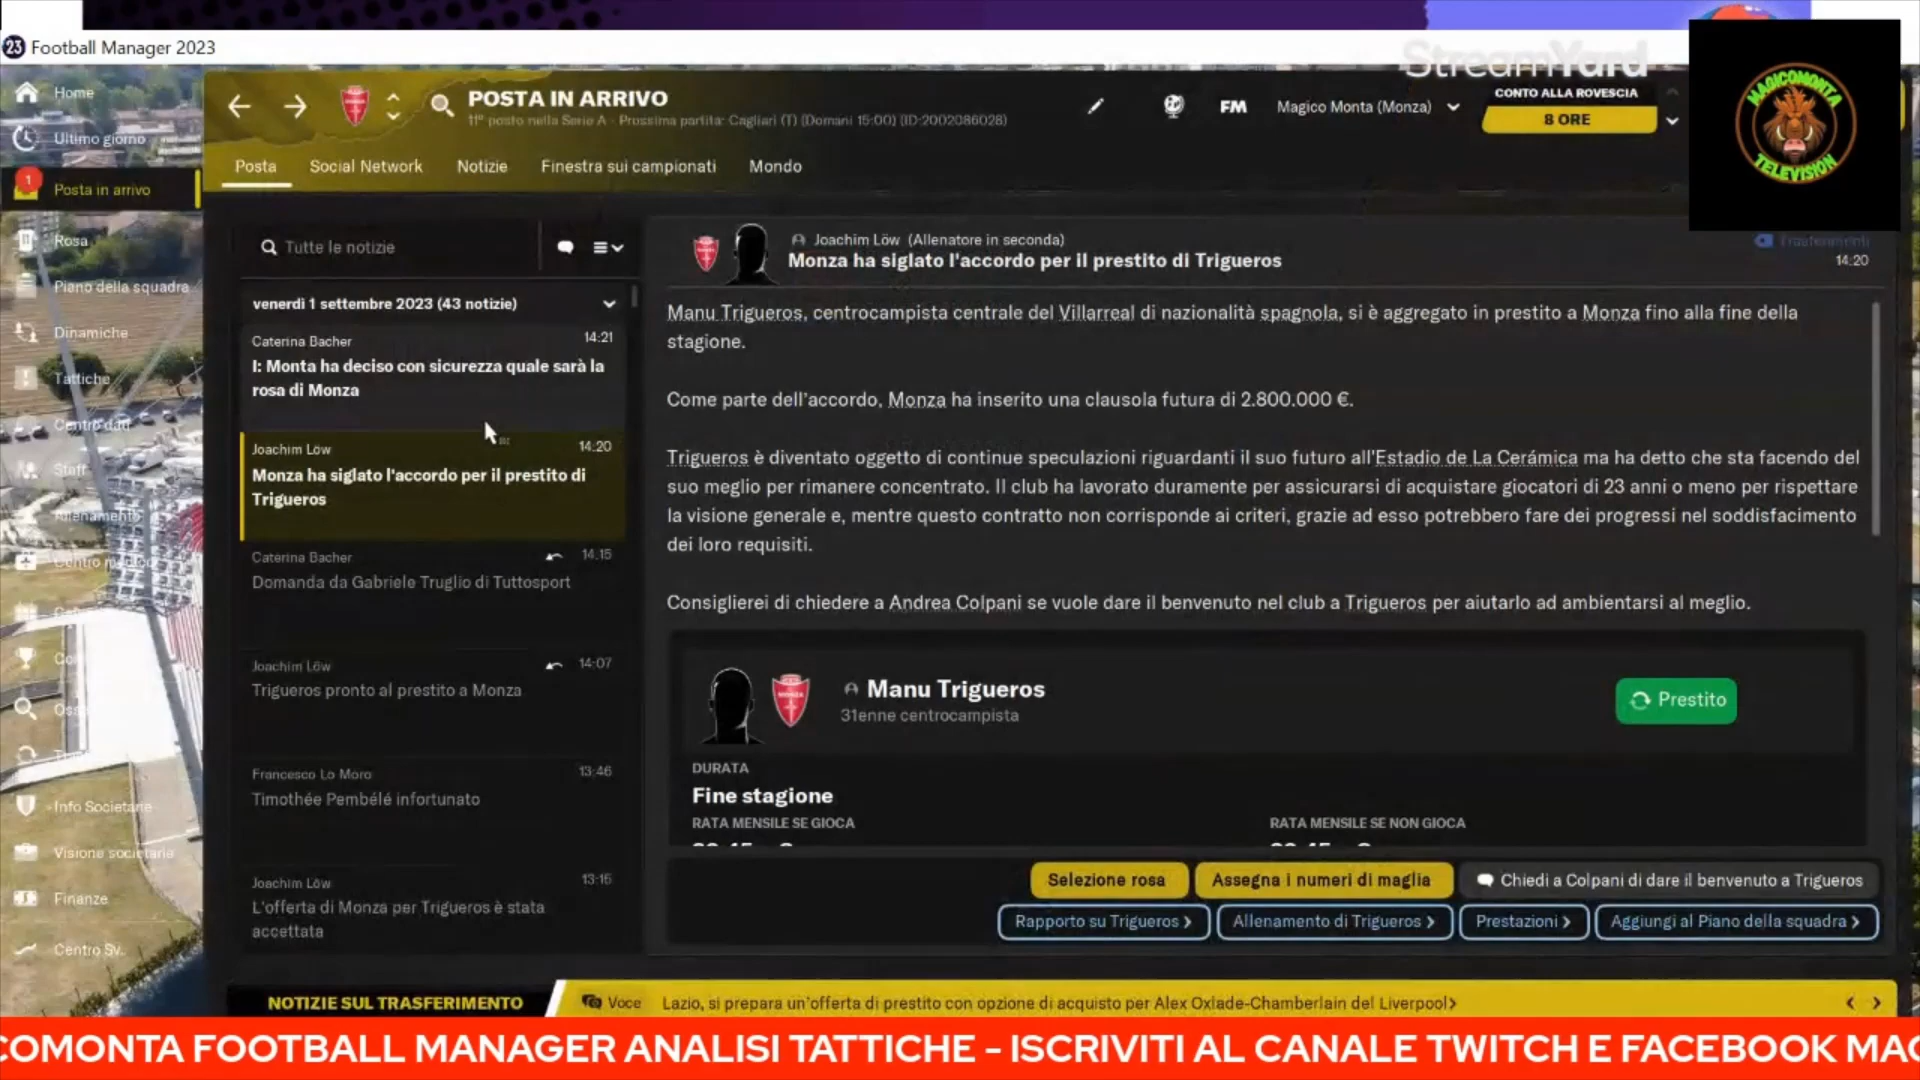 Football Manager 2023
StreamYard
MAGICOMONTA
TELEVISION
Home
Ultimo giorno
1
Posta in arrivo
Rosa
Piano della squadra
Dinamiche
Tattiche
Centro dati
Staff
Allenamento
Centro medico
Info Societarie
Visione societaria
Finanze
Centro Sv.
POSTA IN ARRIVO
11° posto nella Serie A - Prossima partita: Cagliari (T) (Domani 15:00) (ID:2002086028)
FM
Magico Monta (Monza)
CONTO ALLA ROVESCIA
8 ORE
Posta
Social Network
Notizie
Finestra sui campionati
Mondo
Tutte le notizie
venerdì 1 settembre 2023 (43 notizie)
Caterina Bacher
14:21
I: Monta ha deciso con sicurezza quale sarà la
rosa di Monza
Joachim Löw
14:20
Monza ha siglato l'accordo per il prestito di
Trigueros
Caterina Bacher
14:15
Domanda da Gabriele Truglio di Tuttosport
Joachim Löw
14:07
Trigueros pronto al prestito a Monza
Francesco Lo Moro
13:46
Timothée Pembélé infortunato
Joachim Löw
13:15
L'offerta di Monza per Trigueros è stata
accettata
Joachim Löw (Allenatore in seconda)
Monza ha siglato l'accordo per il prestito di Trigueros
Trasferimenti
14:20
Manu Trigueros, centrocampista centrale del Villarreal di nazionalità spagnola, si è aggregato in prestito a Monza fino alla fine della
stagione.
Come parte dell'accordo, Monza ha inserito una clausola futura di 2.800.000 €.
Trigueros è diventato oggetto di continue speculazioni riguardanti il suo futuro all'Estadio de La Cerámica ma ha detto che sta facendo del
suo meglio per rimanere concentrato. Il club ha lavorato duramente per assicurarsi di acquistare giocatori di 23 anni o meno per rispettare
la visione generale e, mentre questo contratto non corrisponde ai criteri, grazie ad esso potrebbero fare dei progressi nel soddisfacimento
dei loro requisiti.
Consiglierei di chiedere a Andrea Colpani se vuole dare il benvenuto nel club a Trigueros per aiutarlo ad ambientarsi al meglio.
Manu Trigueros
31enne centrocampista
Prestito
DURATA
Fine stagione
RATA MENSILE SE GIOCA
RATA MENSILE SE NON GIOCA
Selezione rosa
Assegna i numeri di maglia
Chiedi a Colpani di dare il benvenuto a Trigueros
Rapporto su Trigueros >
Allenamento di Trigueros >
Prestazioni >
Aggiungi al Piano della squadra >
NOTIZIE SUL TRASFERIMENTO
Voce
Lazio, si prepara un'offerta di prestito con opzione di acquisto per Alex Oxlade-Chamberlain del Liverpool>
COMONTA FOOTBALL MANAGER ANALISI TATTICHE - ISCRIVITI AL CANALE TWITCH E FACEBOOK MAG